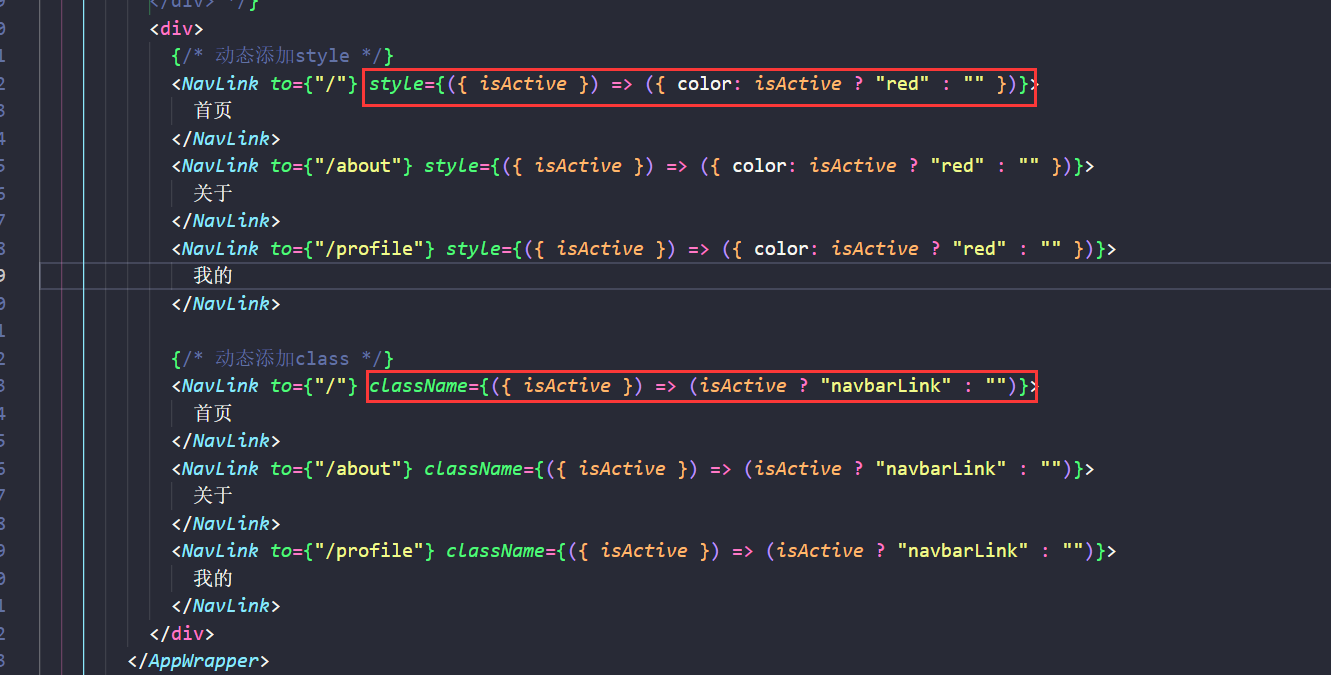 </div> */}
<div>
{/* 动态添加style */}
<NavLink to={"/"} style={({ isActive }) => ({ color: isActive ? "red" : "" })}>
首页
</NavLink>
<NavLink to={"/about"} style={({ isActive }) => ({ color: isActive ? "red" : "" })}>
关于
</NavLink>
<NavLink to={"/profile"} style={({ isActive }) => ({ color: isActive ? "red" : "" })}>
我的
</NavLink>
{/* 动态添加class */}
<NavLink to={"/"} className={({ isActive }) => (isActive ? "navbarLink" : "")}>
首页
</NavLink>
<NavLink to={"/about"} className={({ isActive }) => (isActive ? "navbarLink" : "")}>
关于
</NavLink>
<NavLink to={"/profile"} className={({ isActive }) => (isActive ? "navbarLink" : "")}>
我的
</NavLink>
</div>
</AppWrapper>